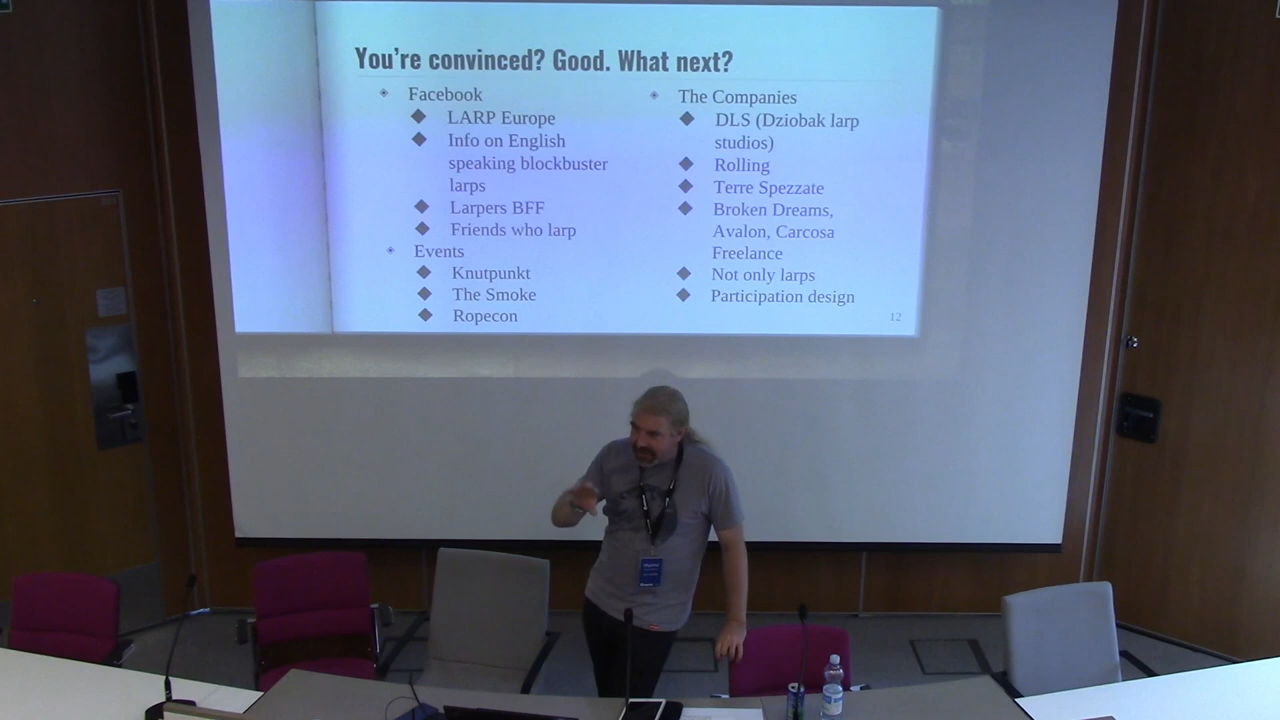 You're convinced? Good. What next?
Facebook
LARP Europe
Info on English
speaking blockbuster
larps
Larpers BFF
Friends who larp
Events
Knutpunkt
The Smoke
Ropecon
The Companies
DLS (Dziobak larp
studios)
Rolling
Terre Spezzate
Broken Dreams,
Avalon, Carcosa
Freelance
Not only larps
Participation design
12